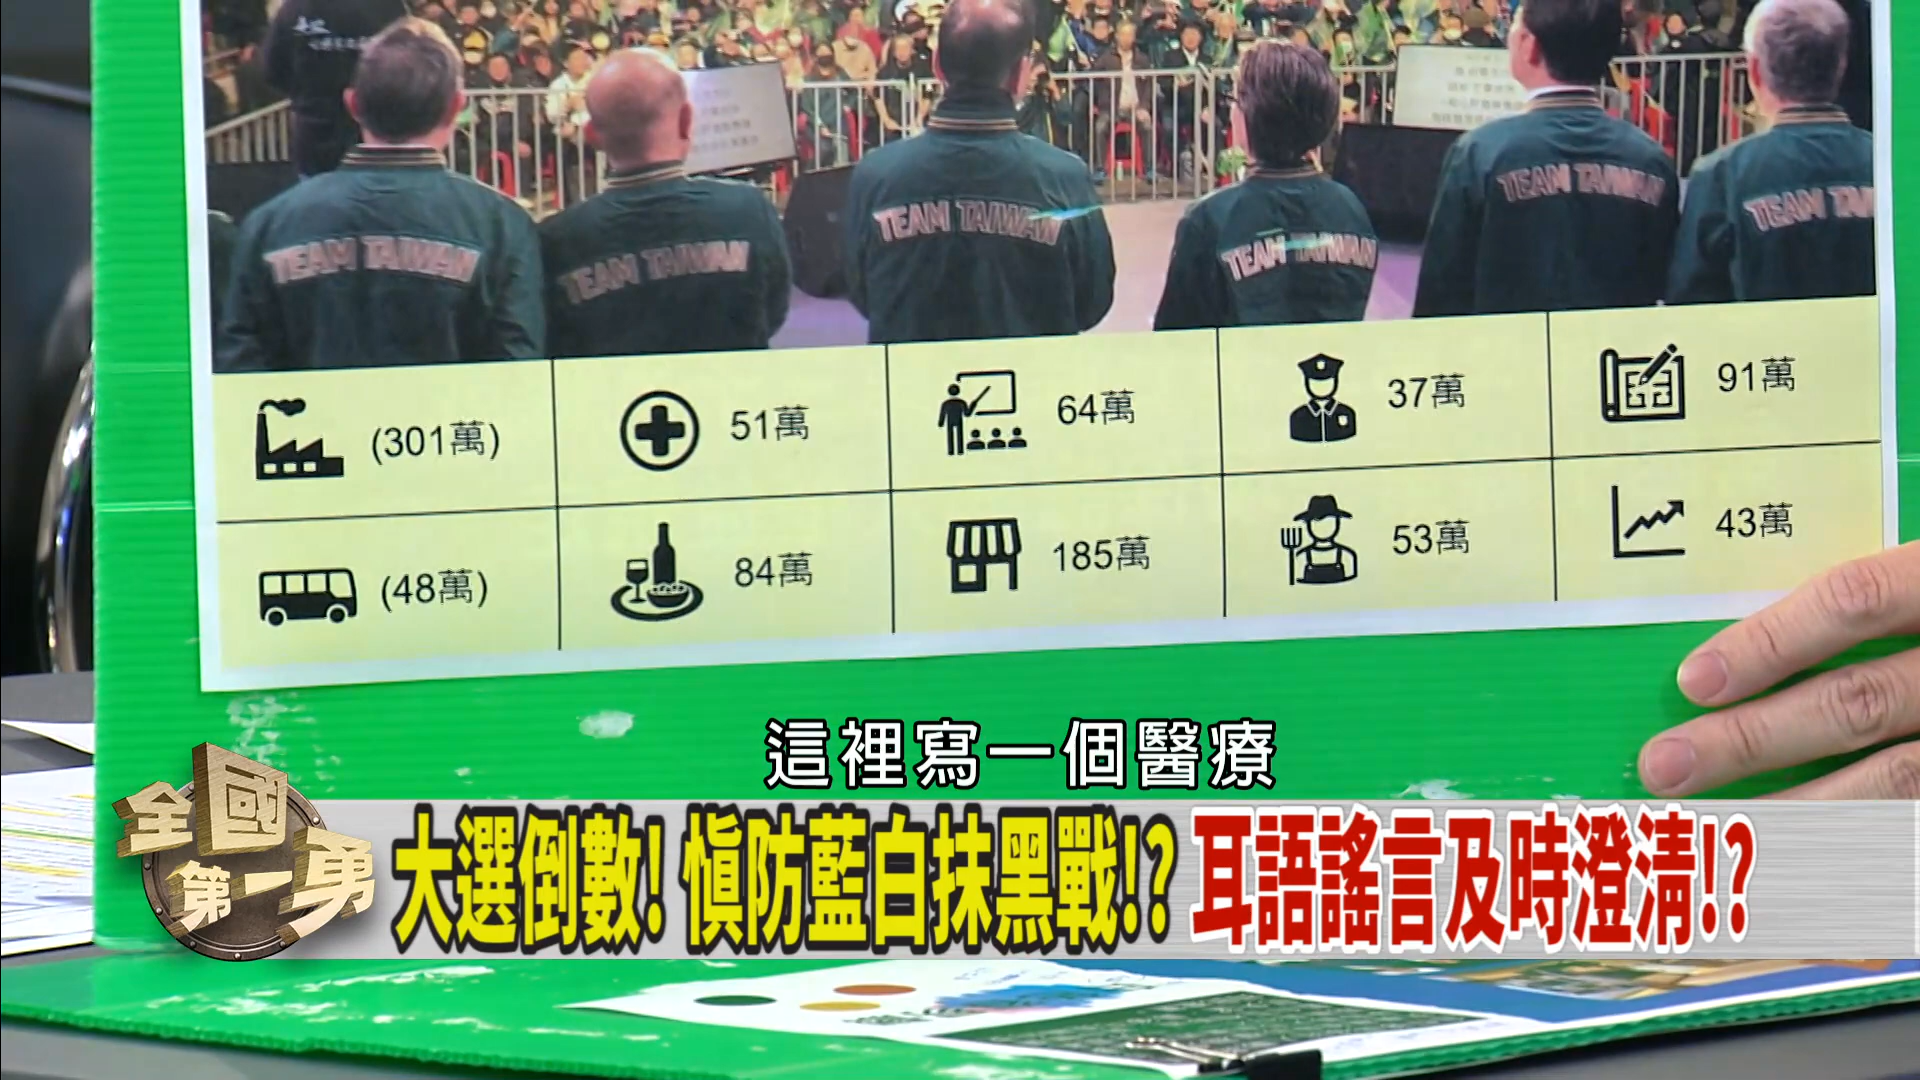 TEAM TAIWAN
TEAM TAIWAN
TEAM TAIWAN
TEAM TAIWAN
TEAM TAIWAN
TEAM TAIW
(301萬)
51萬
64萬
37萬
91萬
(48萬)
84萬
185萬
53萬
43萬
這裡寫一個醫療
全國第一勇
大選倒數! 慎防藍白抹黑戰!? 耳語謠言及時澄清!?